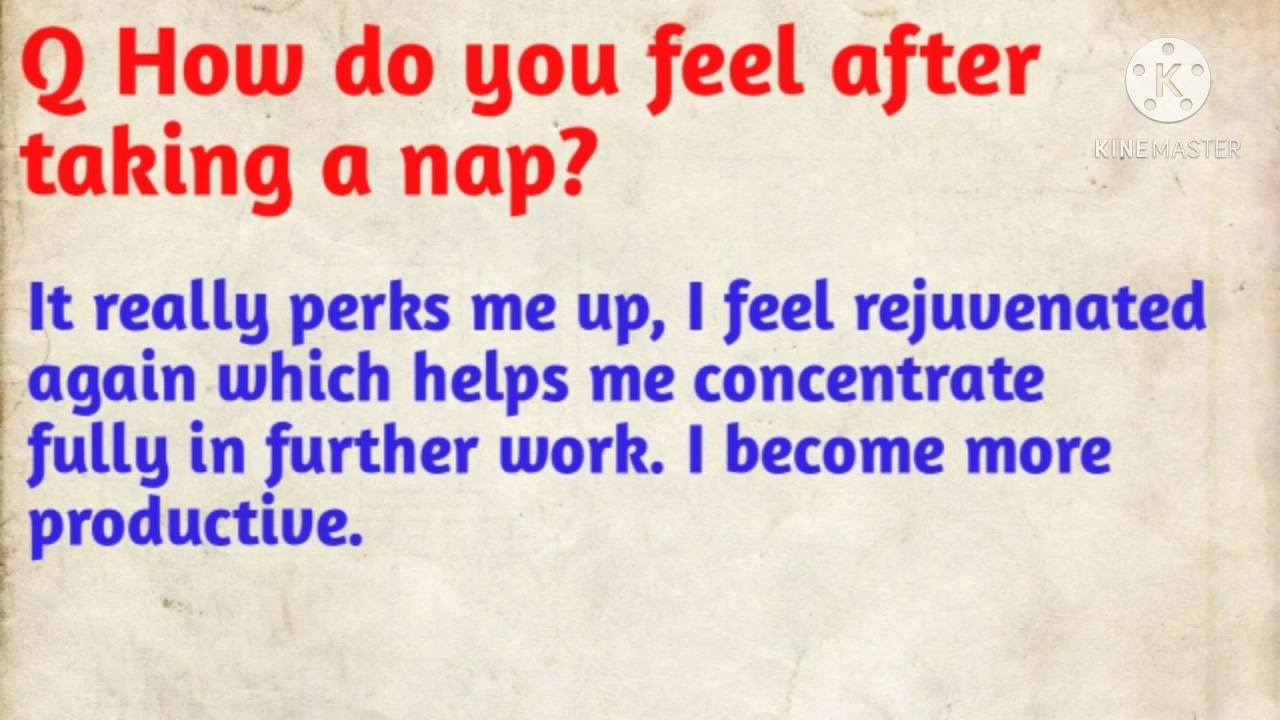 Q How do you feel after
taking a nap?
KINEMASTER
It really perks me up, I feel rejuvenated
again which helps me concentrate
fully in further work. I become more
productive.